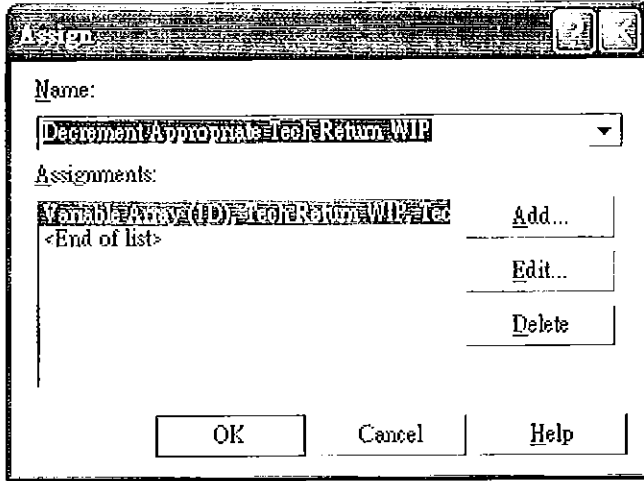 Assign
Name:
Decrement Appropriate Tech Return WIP
Assignments:
Variable Array (1D), Tech Return WIP, Tec
<End of list>
Add...
Edit...
Delete
OK
Cancel
Help